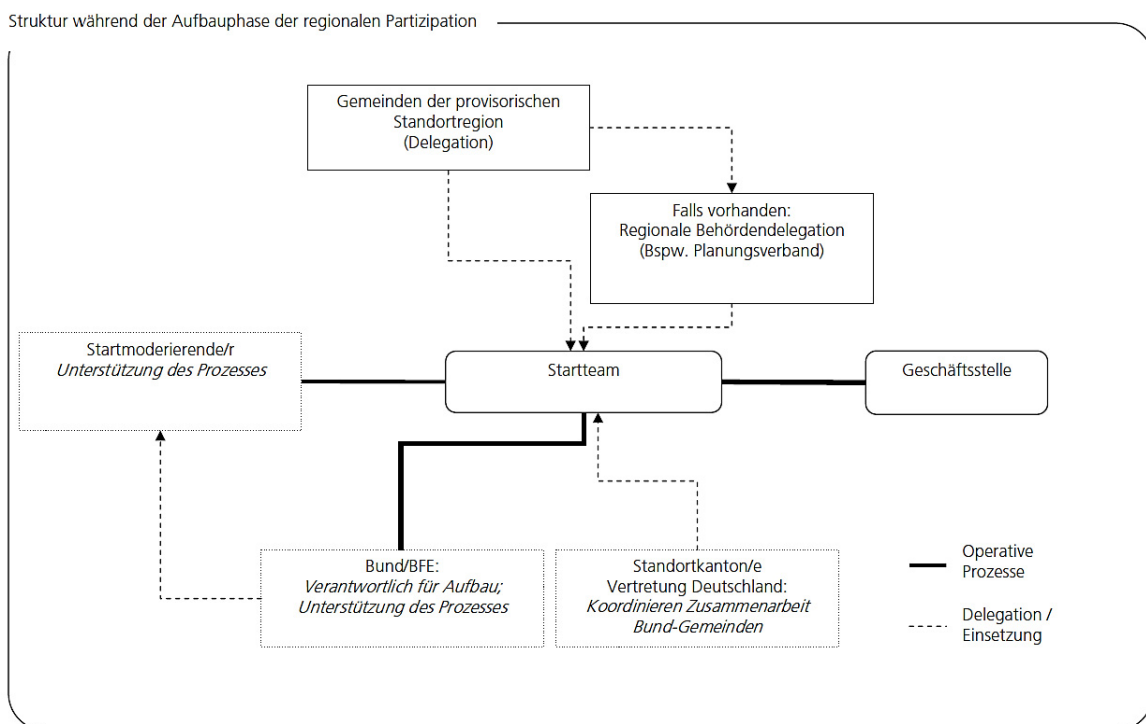 Struktur während der Aufbauphase der regionalen Partizipation
Gemeinden der provisorischen
Standortregion
(Delegation)
Falls vorhanden:
Regionale Behördendelegation
(Bspw. Planungsverband)
Startmoderierende/r
Unterstützung des Prozesses
Startteam
Geschäftsstelle
Bund/BFE:
Verantwortlich für Aufbau;
Unterstützung des Prozesses
Standortkanton/e
Vertretung Deutschland:
Koordinieren Zusammenarbeit
Bund-Gemeinden
Operative
Prozesse
Delegation /
Einsetzung